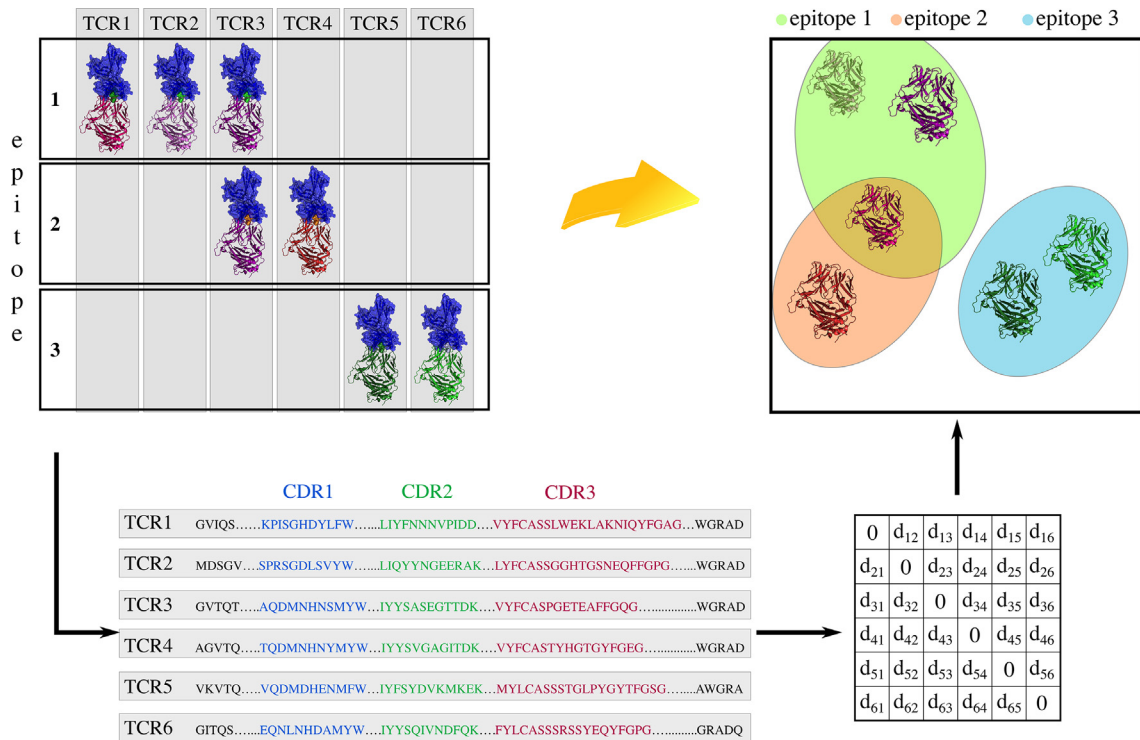 TCR1 TCR2 TCR3 TCR4 TCR5 TCR6
epitope
1
2
3
epitope 1 epitope 2 epitope 3
CDR1 CDR2 CDR3
TCR1 GVIQS......KPISGHDYLFW......LIYFNNNVPIDD....VYFCASSLWEKLAKNIQYFGAG...WGRAD
TCR2 MDSGV.....SPRSGDLSVYW.....LIQYYNGEERAK...LYFCASSGGHTGSNEQFFGPG......WGRAD
TCR3 GVTQT.....AQDMNHNSMYW...IYYSASEGTTDK....VYFCASPGETEAFFGQG................WGRAD
TCR4 AGVTQ....TQDMNHNYMYW...IYYSVGAGITDK.....VYFCASTYHGTGYFGEG................WGRAD
TCR5 VKVTQ....VQDMDHENMFW....IYFSYDVKMKEK....MYLCASSSTGLPYGYTFGSG.......AWGRA
TCR6 GITQS......EQNLNHDAMYW....IYYSQIVNDFQK....FYLCASSSRSSYEQYFGPG..........GRADQ
0 d12 d13 d14 d15 d16
d21 0 d23 d24 d25 d26
d31 d32 0 d34 d35 d36
d41 d42 d43 0 d45 d46
d51 d52 d53 d54 0 d56
d61 d62 d63 d64 d65 0